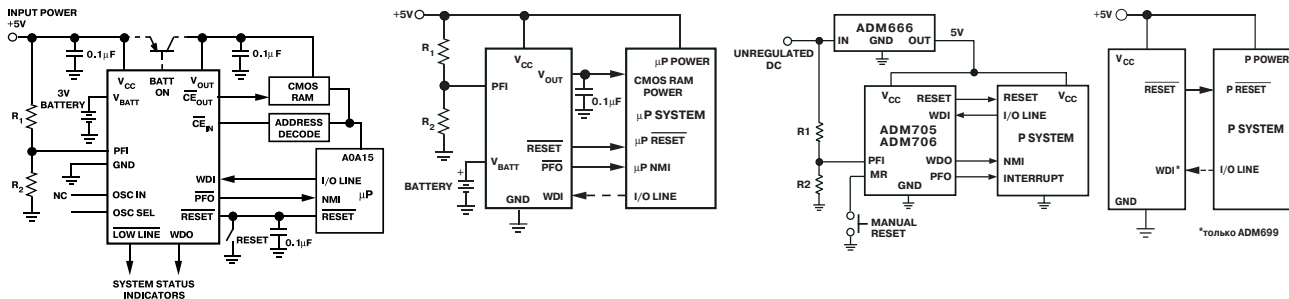 INPUT POWER
+5V
0.1µF
0.1µF
R1
VCC
BATT
ON
VOUT
3V
BATTERY
VBATT
CEOUT
CMOS
RAM
CEIN
ADDRESS
DECODE
A0A15
PFI
GND
R2
WDI
I/O LINE
µP
NC
OSC IN
PFO
NMI
OSC SEL
RESET
RESET
RESET
0.1µF
LOW LINE
WDO
SYSTEM STATUS
INDICATORS
+5V
R1
VCC
VOUT
µP POWER
PFI
CMOS RAM
POWER
0.1µF
µP SYSTEM
R2
RESET
µP RESET
VBATT
PFO
µP NMI
BATTERY
+
GND
WDI
I/O LINE
ADM666
UNREGULATED
DC
IN
GND
OUT
5V
VCC
RESET
RESET
VCC
WDI
I/O LINE
R1
ADM705
ADM706
P SYSTEM
PFI
WDO
NMI
R2
MR
PFO
INTERRUPT
GND
MANUAL
RESET
+5V
VCC
P POWER
RESET
P RESET
P SYSTEM
WDI*
I/O LINE
GND
*только ADM699